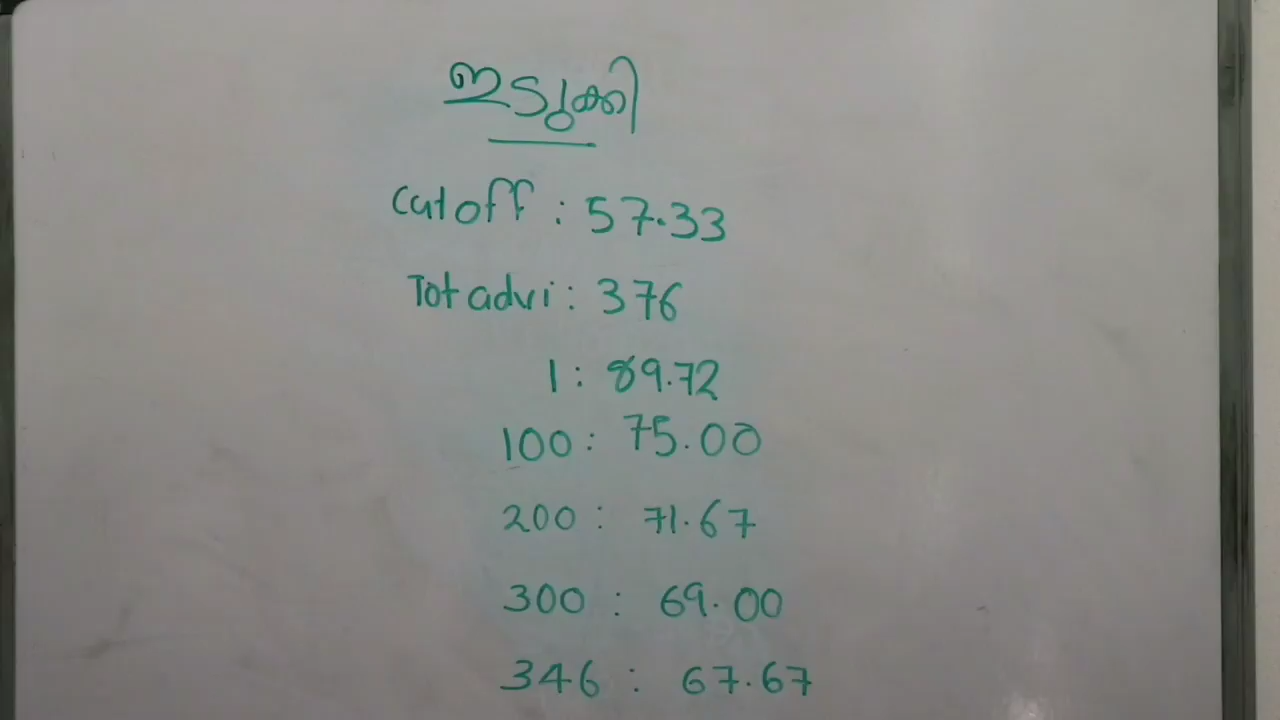 ഇടുക്കി
Cutoff : 57.33
Tot advi : 376
1 : 89.72
100 : 75.00
200 : 71.67
300 : 69.00
346 : 67.67